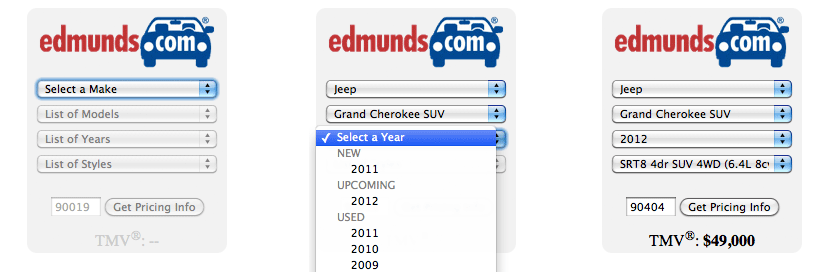 edmunds.com®
Select a Make
List of Models
List of Years
List of Styles
90019 Get Pricing Info
TMV®: --
edmunds.com®
Jeep
Grand Cherokee SUV
✓ Select a Year
NEW
2011
UPCOMING
2012
USED
2011
2010
2009
edmunds.com®
Jeep
Grand Cherokee SUV
2012
SRT8 4dr SUV 4WD (6.4L 8cy
90404 Get Pricing Info
TMV®: $49,000